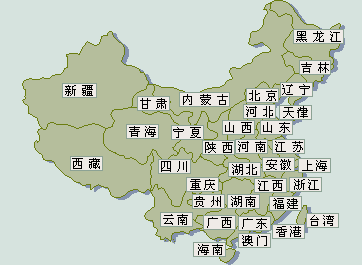 黑龙江
吉林
新疆
内蒙古
北京
辽宁
甘肃
河北
天津
青海
宁夏
山西
山东
陕西
河南
江苏
西藏
四川
湖北
安徽
上海
重庆
江西
浙江
贵州
湖南
福建
云南
广西
广东
台湾
香港
澳门
海南